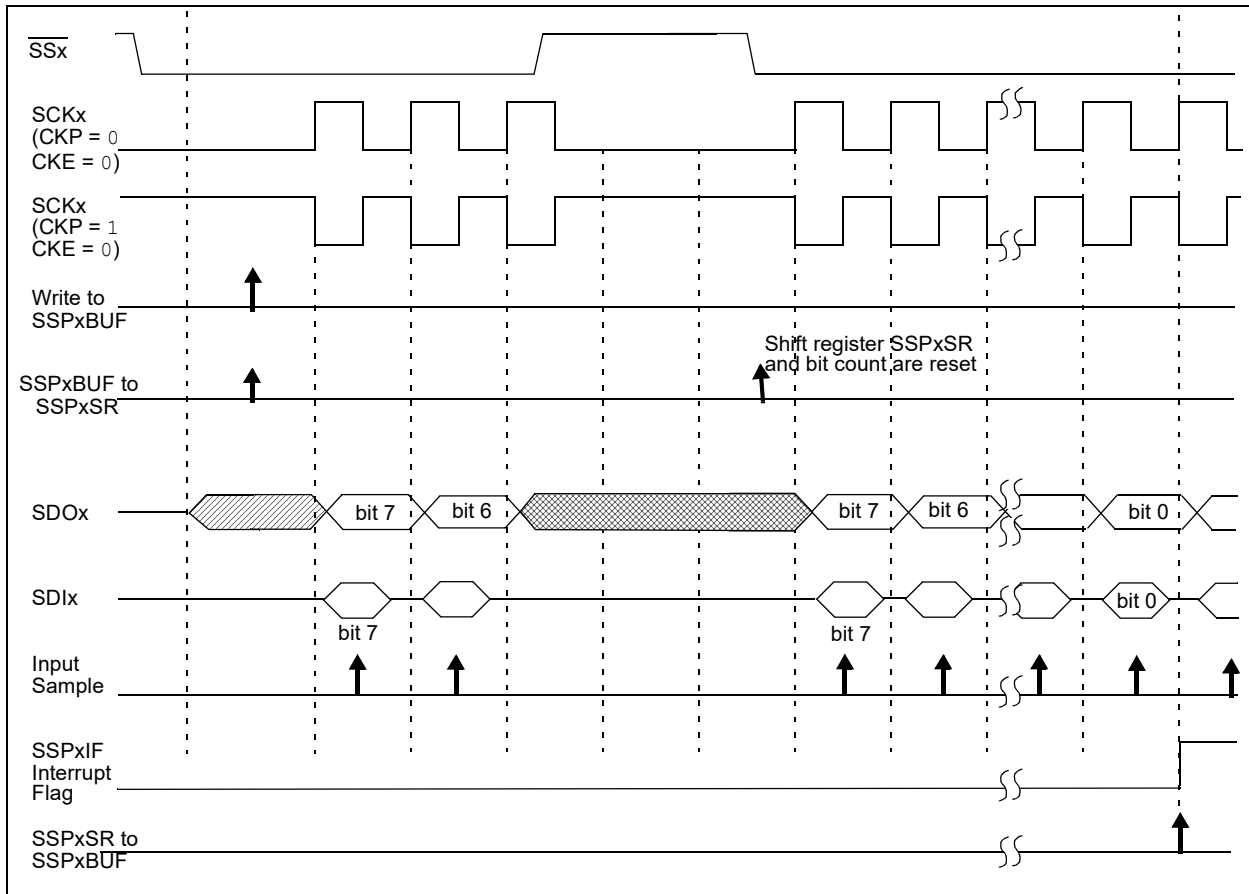 SSx
SCKx
(CKP = 0
CKE = 0)
SCKx
(CKP = 1
CKE = 0)
Write to
SSPxBUF
Shift register SSPxSR
and bit count are reset
SSPxBUF to
SSPxSR
SDOx
bit 7
bit 6
bit 7
bit 6
bit 0
SDIx
bit 0
bit 7
bit 7
Input
Sample
SSPxIF
Interrupt
Flag
SSPxSR to
SSPxBUF